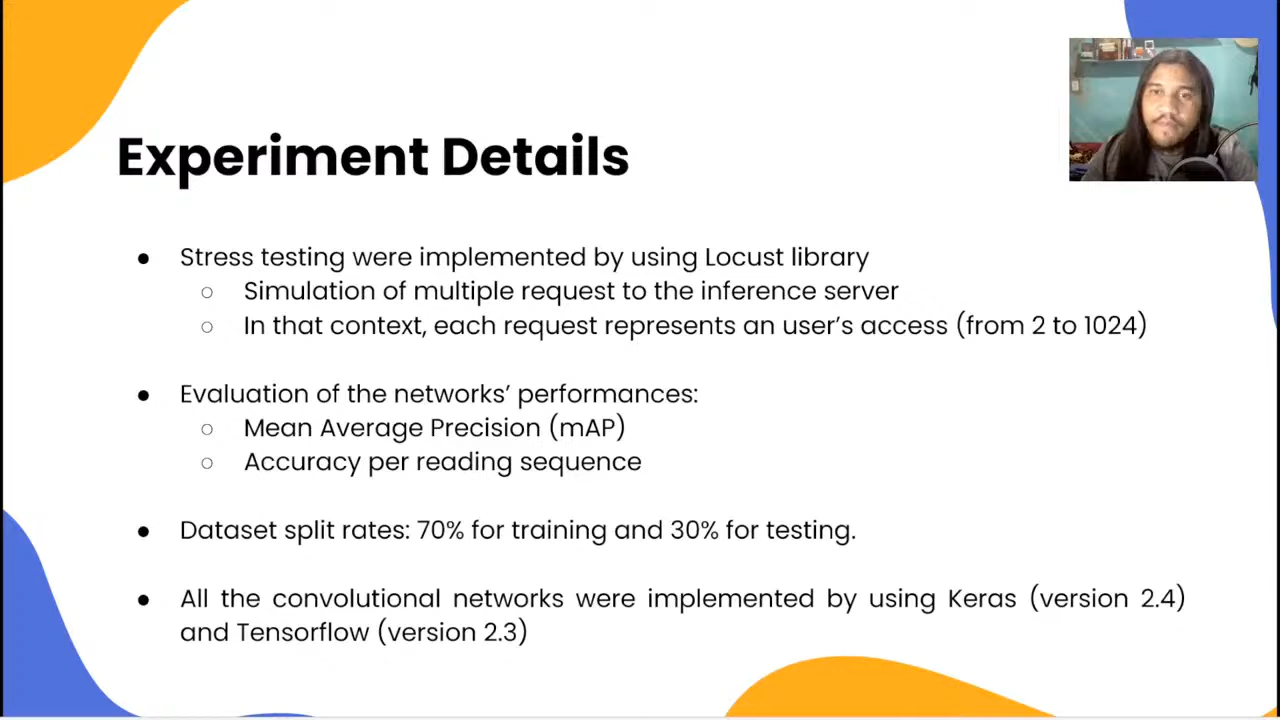 Experiment Details
● Stress testing were implemented by using Locust library
○ Simulation of multiple request to the inference server
○ In that context, each request represents an user’s access (from 2 to 1024)
● Evaluation of the networks’ performances:
○ Mean Average Precision (mAP)
○ Accuracy per reading sequence
● Dataset split rates: 70% for training and 30% for testing.
● All the convolutional networks were implemented by using Keras (version 2.4)
and Tensorflow (version 2.3)